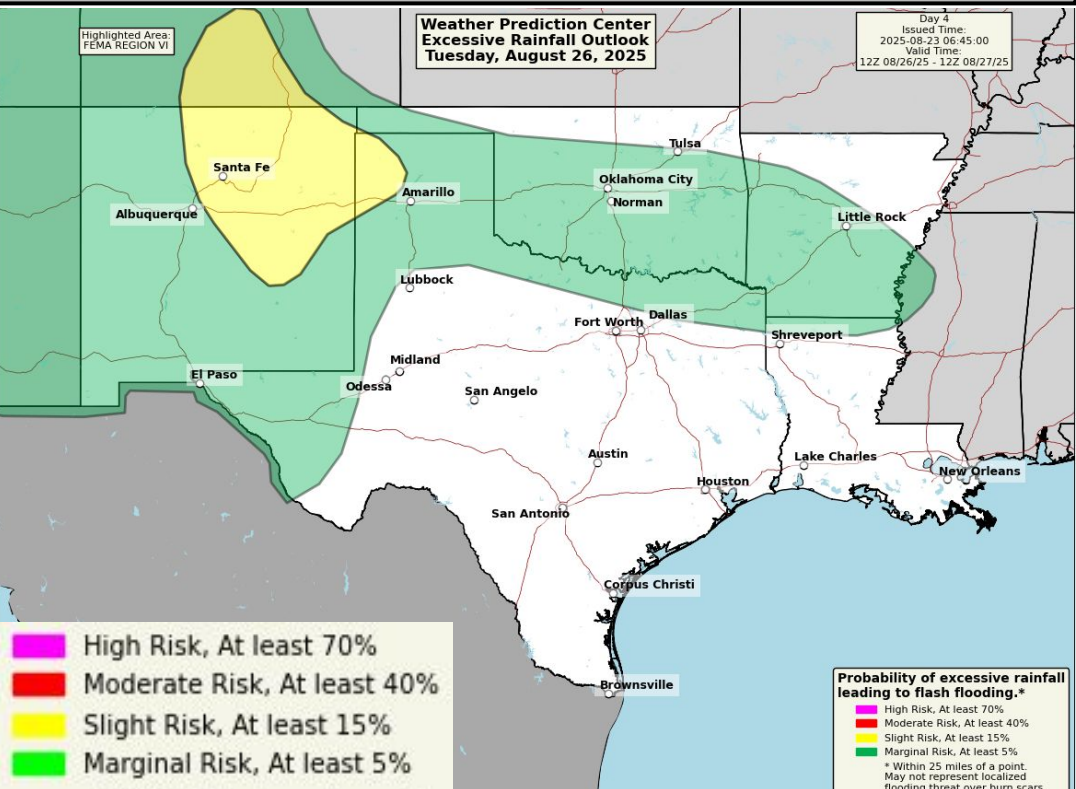 Highlighted Area:
FEMA REGION VI
Weather Prediction Center
Excessive Rainfall Outlook
Tuesday, August 26, 2025
Day 4
Issued Time:
2025-08-23 06:45:00
Valid Time:
12Z 08/26/25 - 12Z 08/27/25
Tulsa
Santa Fe
Oklahoma City
Amarillo
Norman
Albuquerque
Little Rock
Lubbock
Dallas
Fort Worth
Shreveport
Midland
El Paso
Odessa
San Angelo
Austin
Lake Charles
New Orleans
Houston
San Antonio
Corpus Christi
Brownsville
High Risk, At least 70%
Moderate Risk, At least 40%
Slight Risk, At least 15%
Marginal Risk, At least 5%
Probability of excessive rainfall
leading to flash flooding.*
High Risk, At least 70%
Moderate Risk, At least 40%
Slight Risk, At least 15%
Marginal Risk, At least 5%
* Within 25 miles of a point.
May not represent localized
flooding threat over burn scars